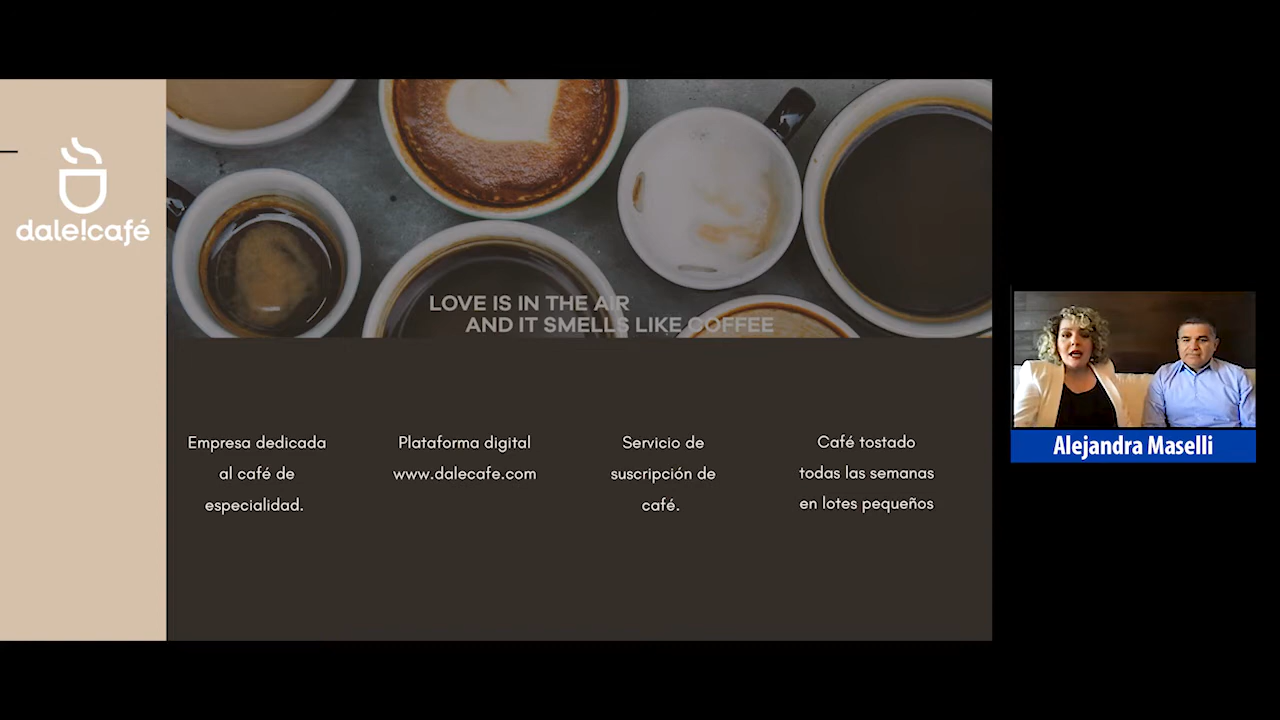 dale!café
LOVE IS IN THE AIR
AND IT SMELLS LIKE COFFEE
Empresa dedicada
al café de
especialidad.
Plataforma digital
www.dalecafe.com
Servicio de
suscripción de
café.
Café tostado
todas las semanas
en lotes pequeños
Alejandra Maselli